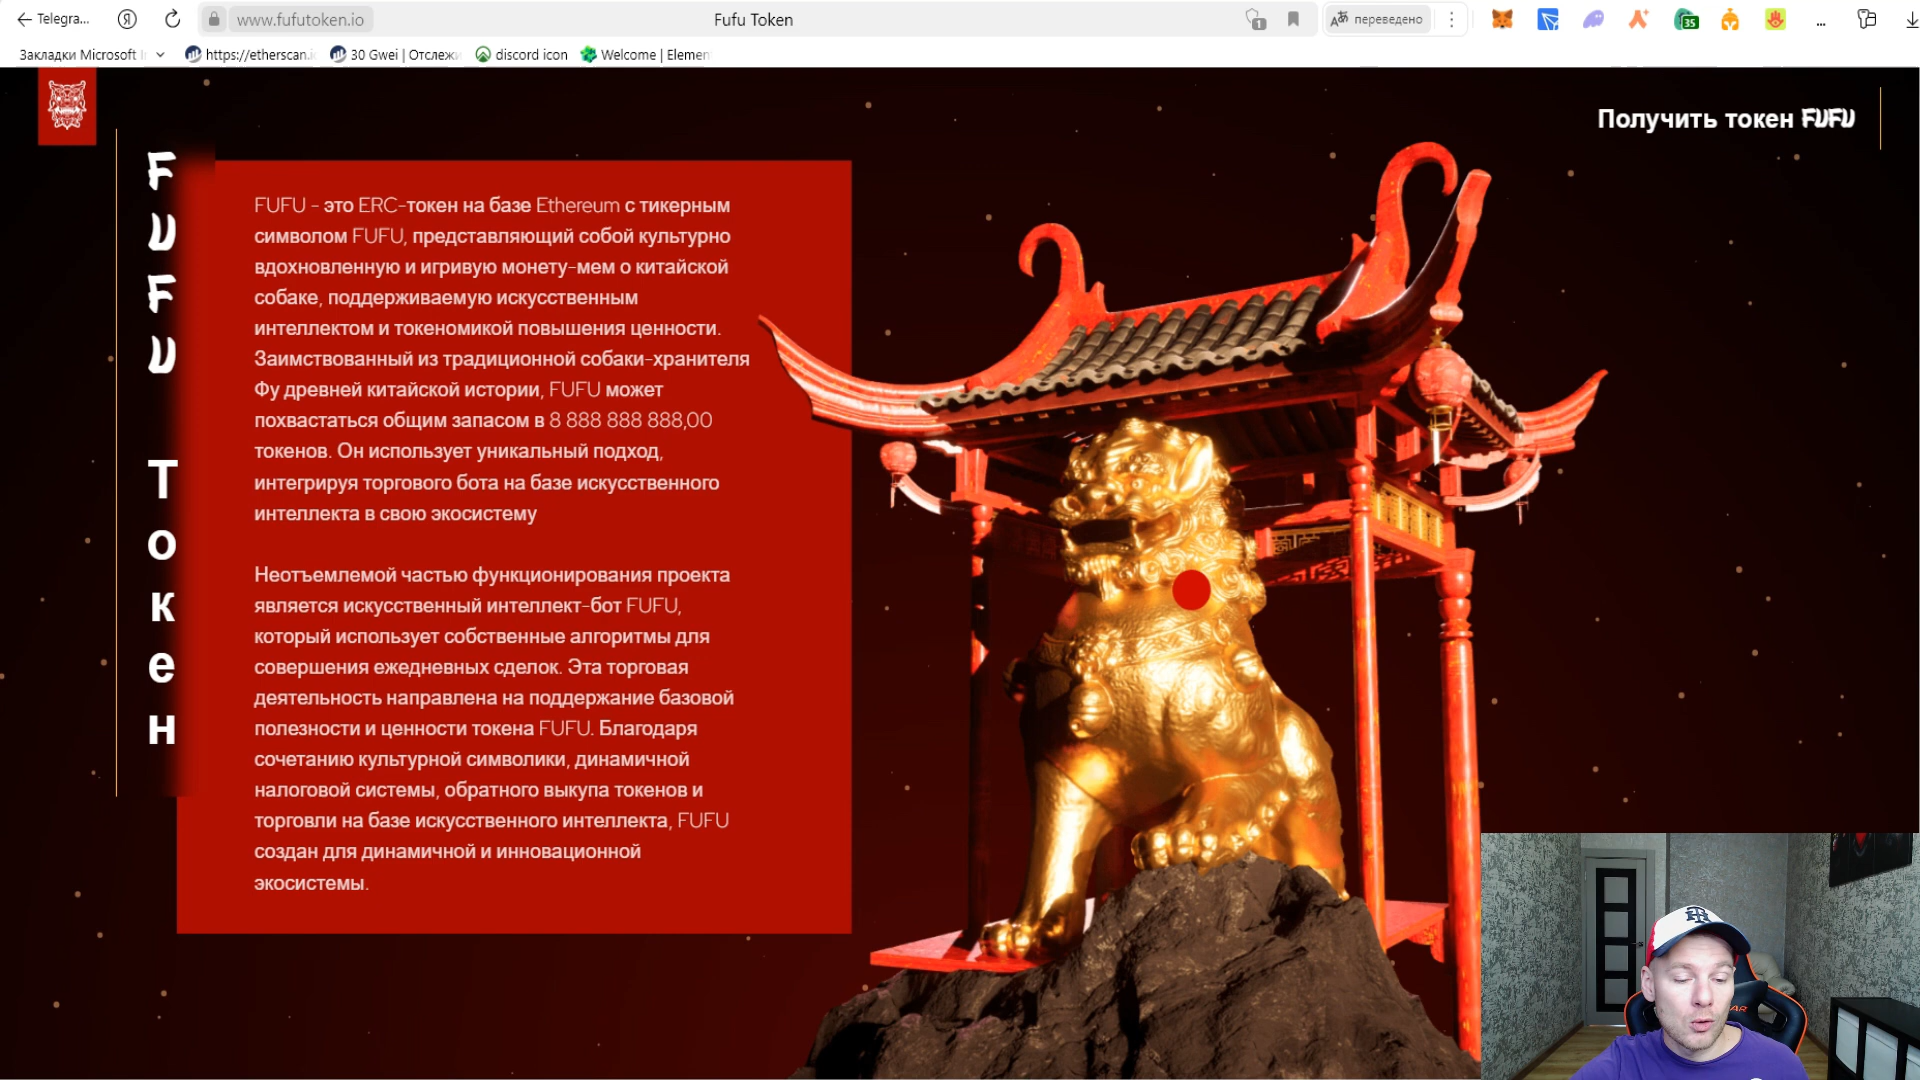 Telegra...
www.fufutoken.io
Fufu Token
1
переведено
35
...
Закладки Microsoft
https://etherscan.i
30 Gwei | Отслеж
discord icon
Welcome | Elemen
Получить токен FUFU
FUFU Токен
FUFU - это ERC-токен на базе Ethereum с тикерным
символом FUFU, представляющий собой культурно
вдохновленную и игривую монету-мем о китайской
собаке, поддерживаемую искусственным
интеллектом и токеномикой повышения ценности.
Заимствованный из традиционной собаки-хранителя
Фу древней китайской истории, FUFU может
похвастаться общим запасом в 8 888 888 888,00
токенов. Он использует уникальный подход,
интегрируя торгового бота на базе искусственного
интеллекта в свою экосистему
Неотъемлемой частью функционирования проекта
является искусственный интеллект-бот FUFU,
который использует собственные алгоритмы для
совершения ежедневных сделок. Эта торговая
деятельность направлена на поддержание базовой
полезности и ценности токена FUFU. Благодаря
сочетанию культурной символики, динамичной
налоговой системы, обратного выкупа токенов и
торговли на базе искусственного интеллекта, FUFU
создан для динамичной и инновационной
экосистемы.